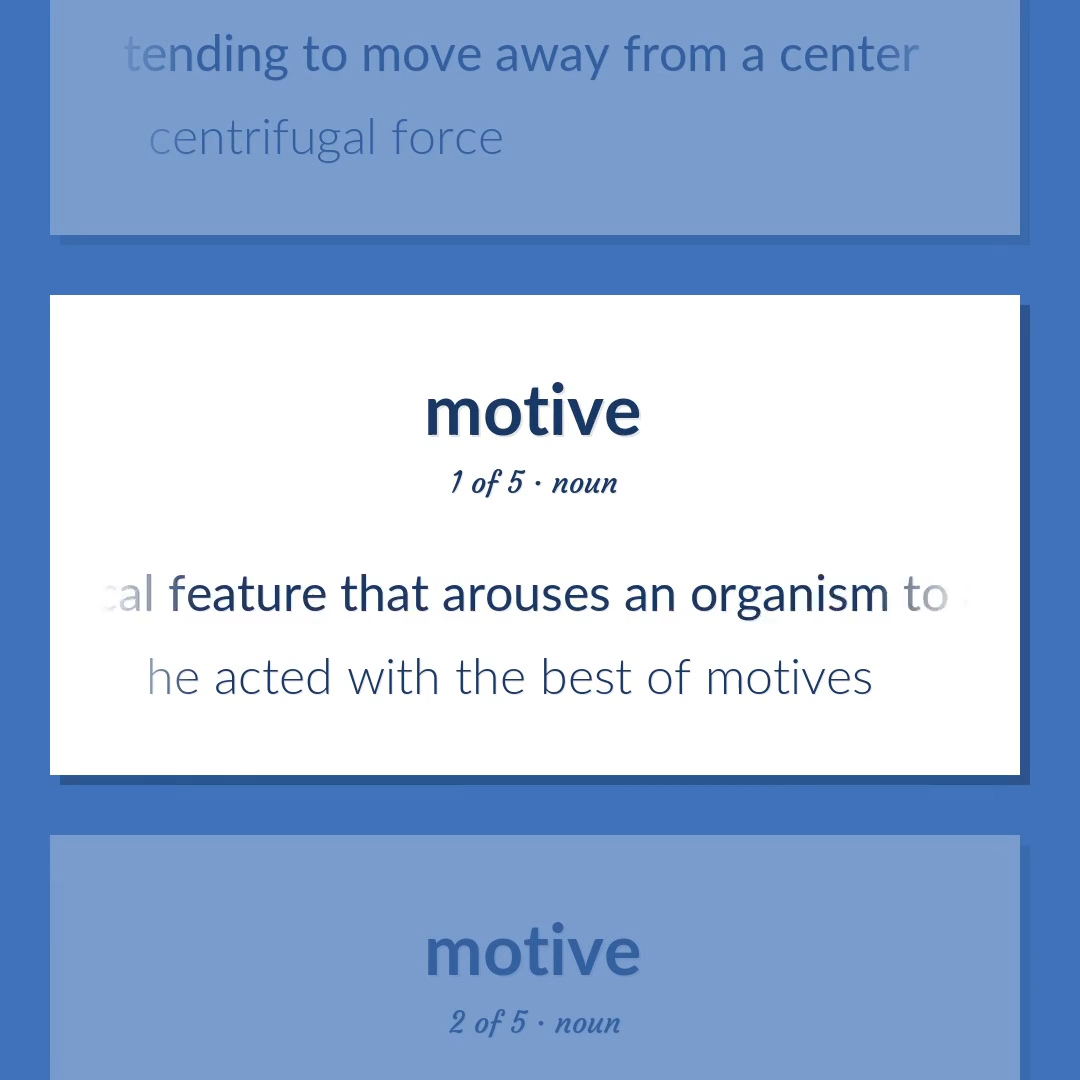 tending to move away from a center
centrifugal force
motive
1 of 5 · noun
cal feature that arouses an organism to
he acted with the best of motives
motive
2 of 5 · noun